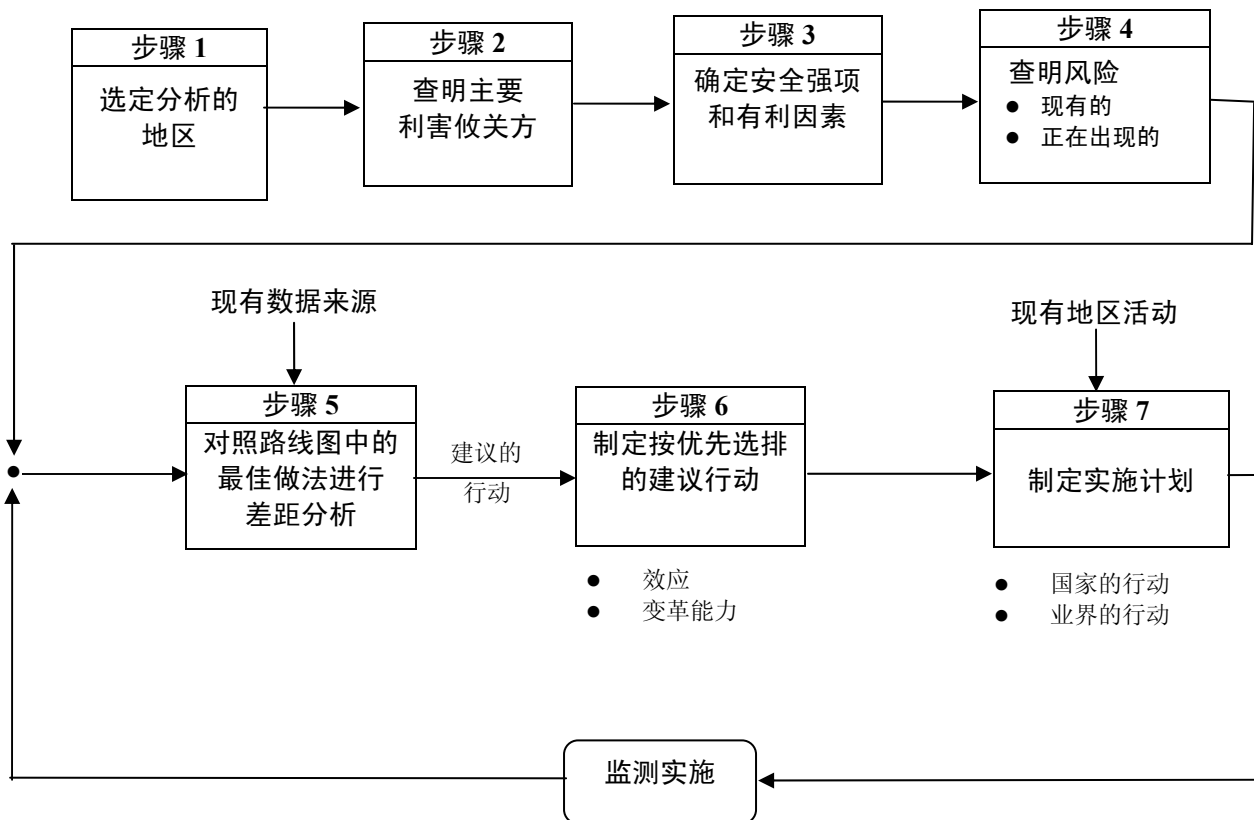 步骤 1
选定分析的
地区
步骤 2
查明主要
利害攸关方
步骤 3
确定安全强项
和有利因素
步骤 4
查明风险
● 现有的
● 正在出现的
现有数据来源
步骤 5
对照路线图中的
最佳做法进行
差距分析
建议的
行动
步骤 6
制定按优先选排
的建议行动
● 效应
● 变革能力
现有地区活动
步骤 7
制定实施计划
● 国家的行动
● 业界的行动
监测实施